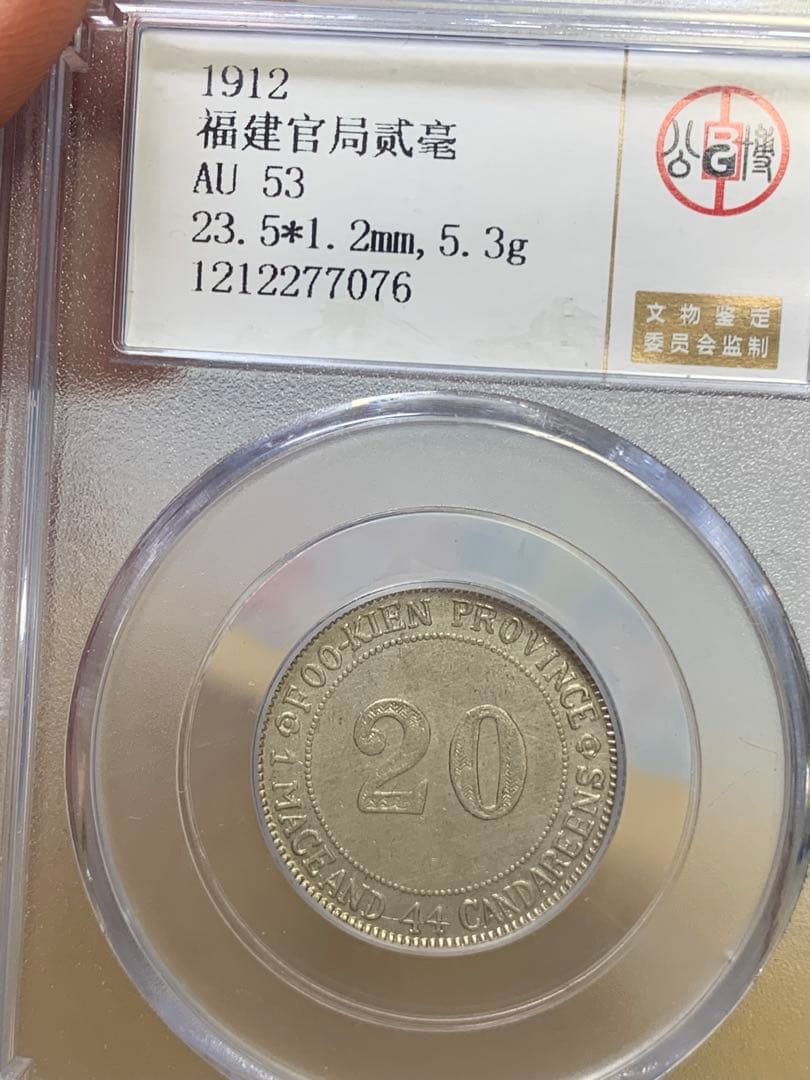 1912
福建官局贰毫
AU 53
23.5*1.2mm, 5.3g
1212277076
公 BG 博
文物鉴定
委员会监制
FOO-KIEN PROVINCE
20
1 MACE AND 44 CANDAREENS